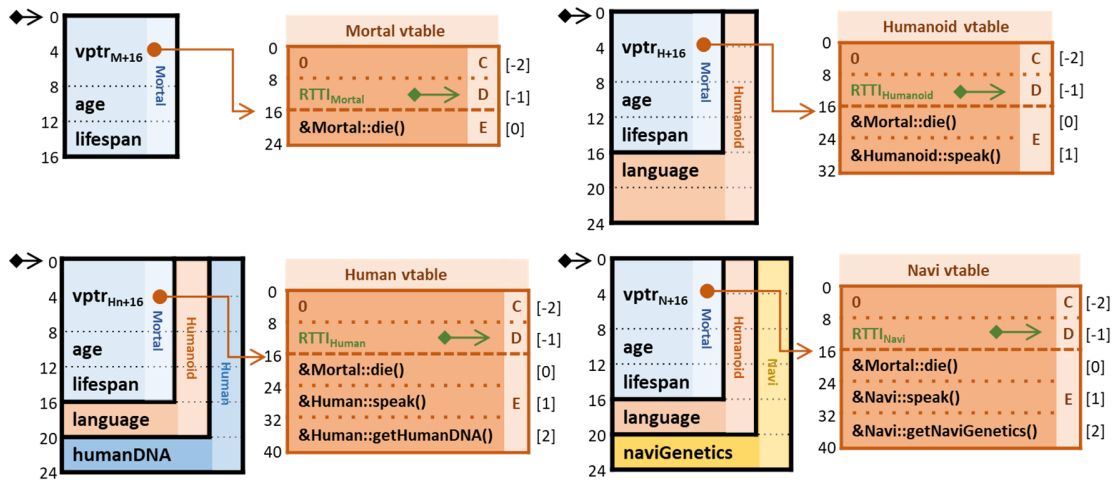 0
4
8
12
16
vptrM+16
age
lifespan
Mortal
Mortal vtable
0
8
16
24
0
C
[-2]
RTTIMortal
D
[-1]
&Mortal::die()
E
[0]
0
4
8
12
16
20
24
vptrH+16
age
lifespan
language
Mortal
Humanoid
Humanoid vtable
0
8
16
24
32
0
C
[-2]
RTTIHumanoid
D
[-1]
&Mortal::die()
[0]
E
&Humanoid::speak()
[1]
0
4
8
12
16
20
24
vptrHn+16
age
lifespan
language
humanDNA
Mortal
Humanoid
Human
Human vtable
0
8
16
24
32
40
0
C
[-2]
RTTIHuman
D
[-1]
&Mortal::die()
[0]
&Human::speak()
E
[1]
&Human::getHumanDNA()
[2]
0
4
8
12
16
20
24
vptrN+16
age
lifespan
language
naviGenetics
Mortal
Humanoid
Navi
Navi vtable
0
8
16
24
32
40
0
C
[-2]
RTTINavi
D
[-1]
&Mortal::die()
[0]
&Navi::speak()
E
[1]
&Navi::getNaviGenetics()
[2]